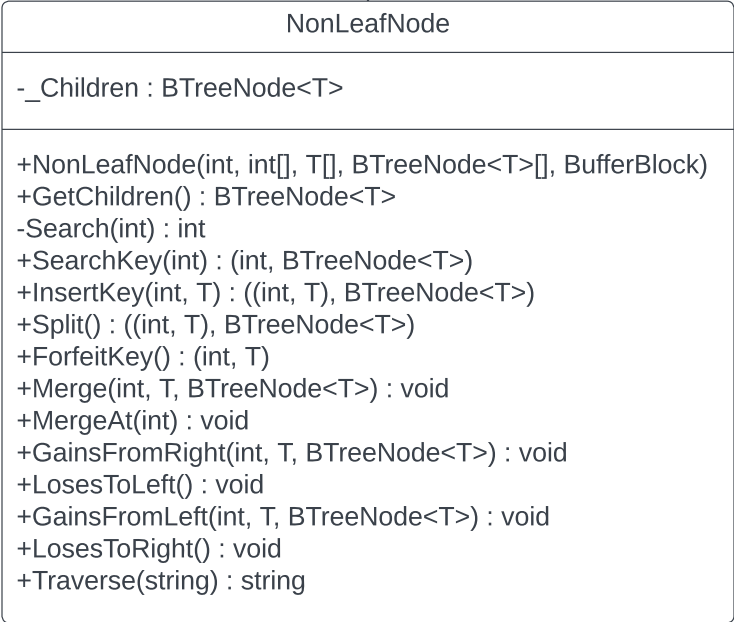 NonLeafNode
-_Children : BTreeNode<T>
+NonLeafNode(int, int[], T[], BTreeNode<T>[], BufferBlock)
+GetChildren() : BTreeNode<T>
-Search(int) : int
+SearchKey(int) : (int, BTreeNode<T>)
+InsertKey(int, T) : ((int, T), BTreeNode<T>)
+Split() : ((int, T), BTreeNode<T>)
+ForfeitKey() : (int, T)
+Merge(int, T, BTreeNode<T>) : void
+MergeAt(int) : void
+GainsFromRight(int, T, BTreeNode<T>) : void
+LosesToLeft() : void
+GainsFromLeft(int, T, BTreeNode<T>) : void
+LosesToRight() : void
+Traverse(string) : string